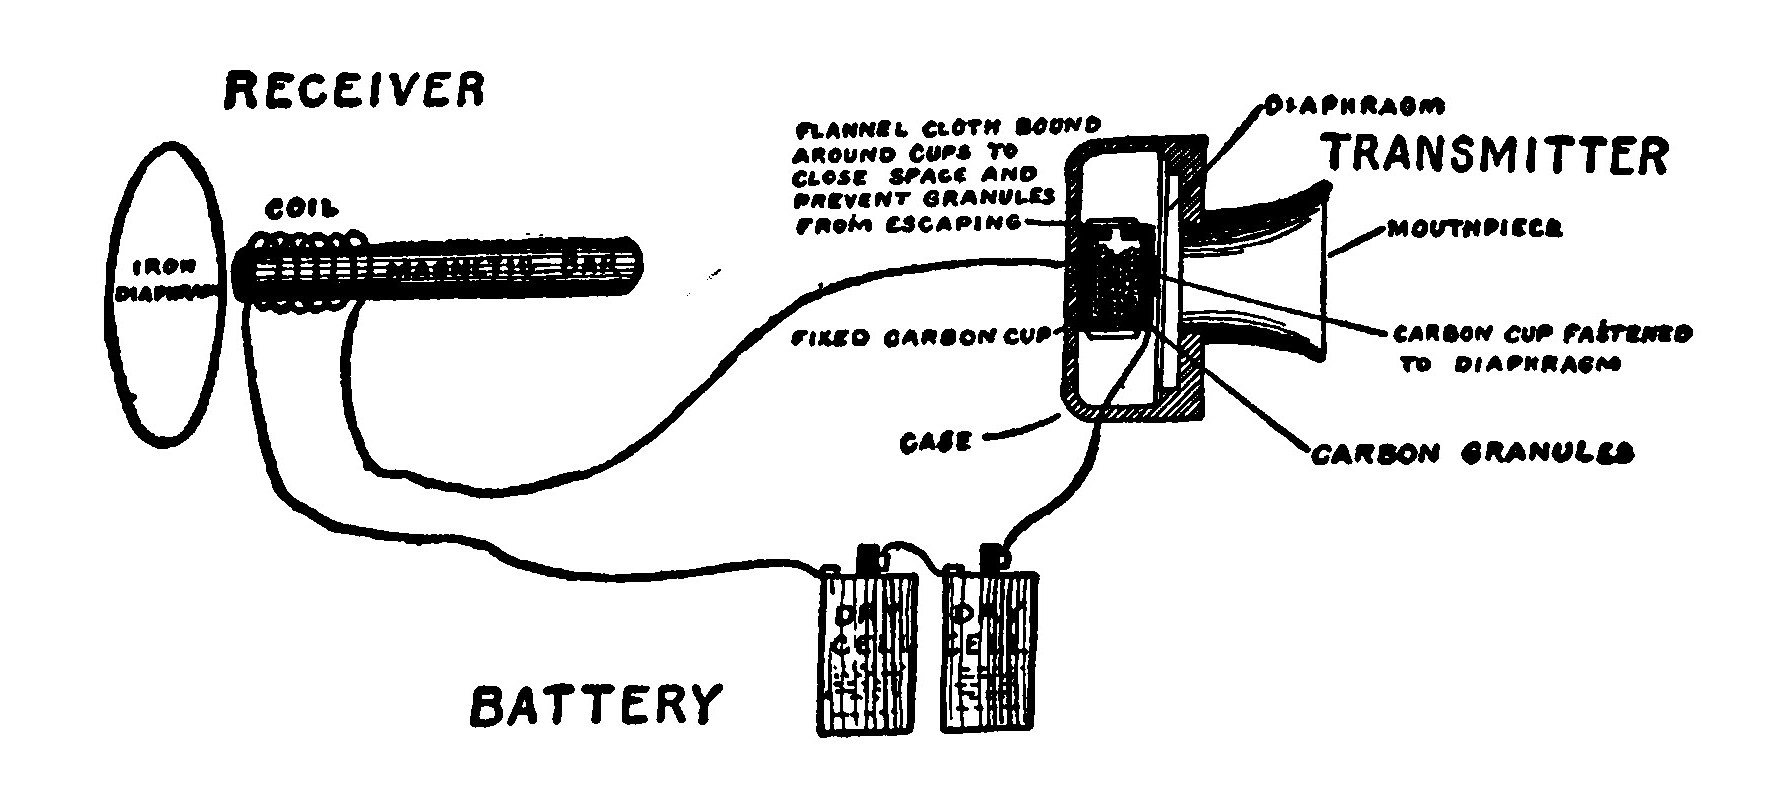 RECEIVER
COIL
IRON
DIAPHRAGM
MAGNETIC BAR
FLANNEL CLOTH BOUND
AROUND CUPS TO
CLOSE SPACE AND
PREVENT GRANULES
FROM ESCAPING
DIAPHRAGM
TRANSMITTER
MOUTHPIECE
FIXED CARBON CUP
CARBON CUP FASTENED
TO DIAPHRAGM
CASE
CARBON GRANULES
DRY
CELL
DRY
CELL
BATTERY